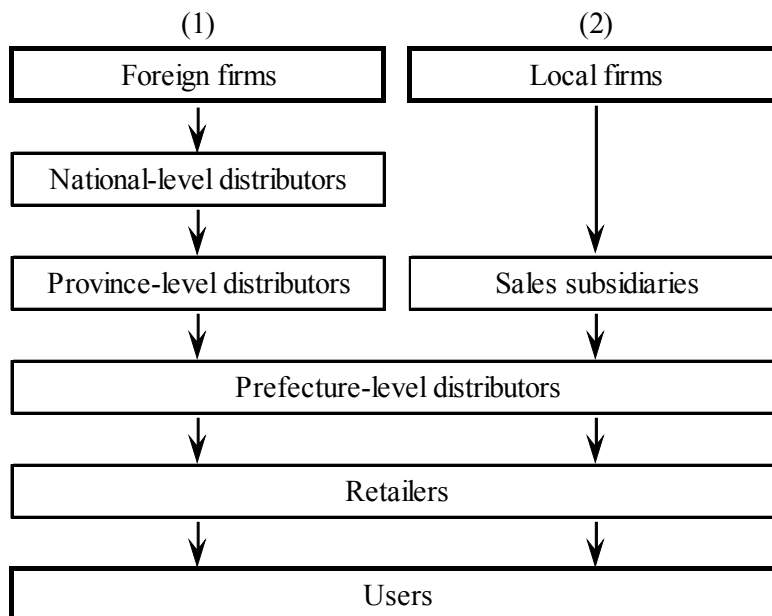 (1)
(2)
Foreign firms
Local firms
National-level distributors
Province-level distributors
Sales subsidiaries
Prefecture-level distributors
Retailers
Users